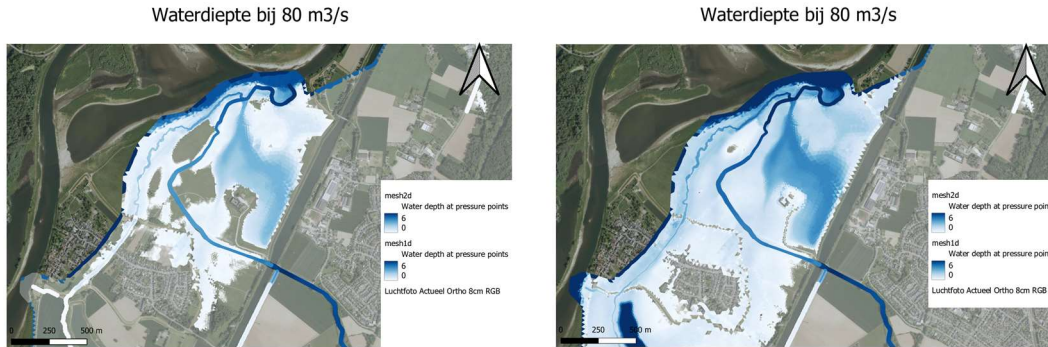 Waterdiepte bij 80 m3/s
mesh2d
Water depth at pressure points
6
0
mesh1d
Water depth at pressure points
6
0
Luchtfoto Actueel Ortho 8cm RGB
0 250 500 m
Waterdiepte bij 80 m3/s
mesh2d
Water depth at pressure poin
6
0
mesh1d
Water depth at pressure poin
6
0
Luchtfoto Actueel Ortho 8cm RGB
0 250 500 m